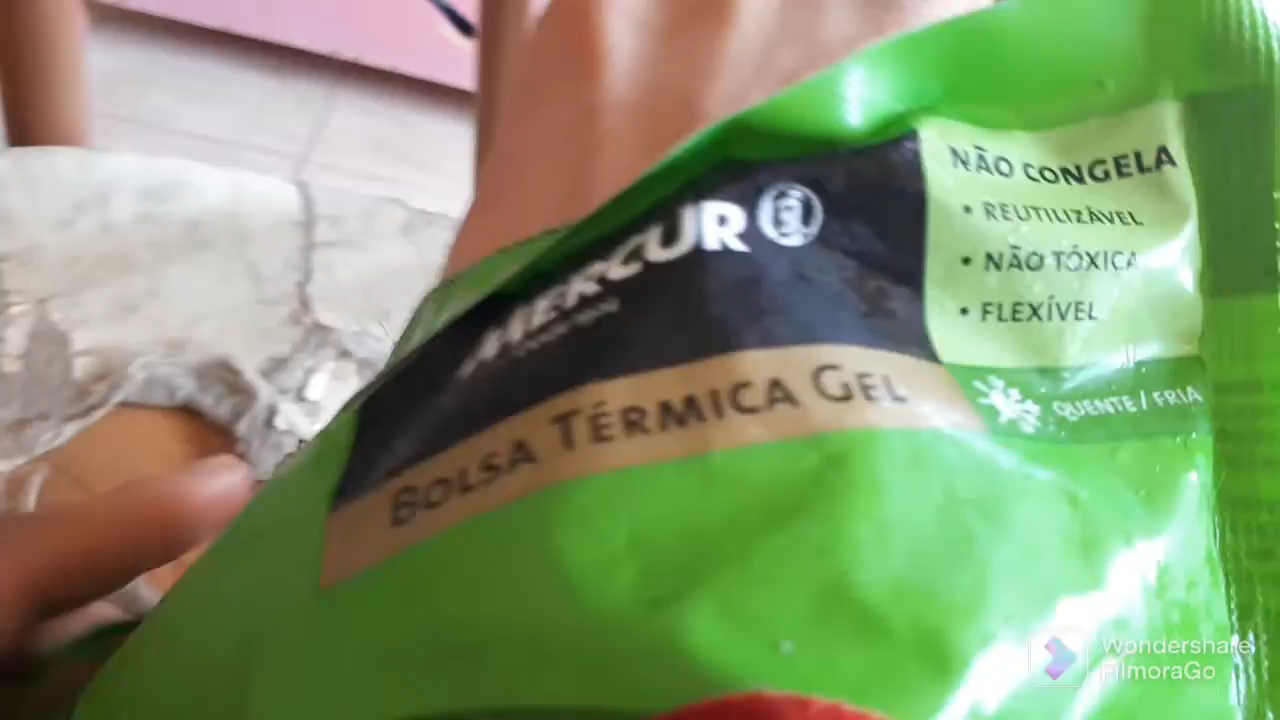 MERCUR
BOLSA TÉRMICA GEL
NÃO CONGELA
• REUTILIZÁVEL
• NÃO TÓXICA
• FLEXÍVEL
QUENTE / FRIA
Wondershare
FilmoraGo